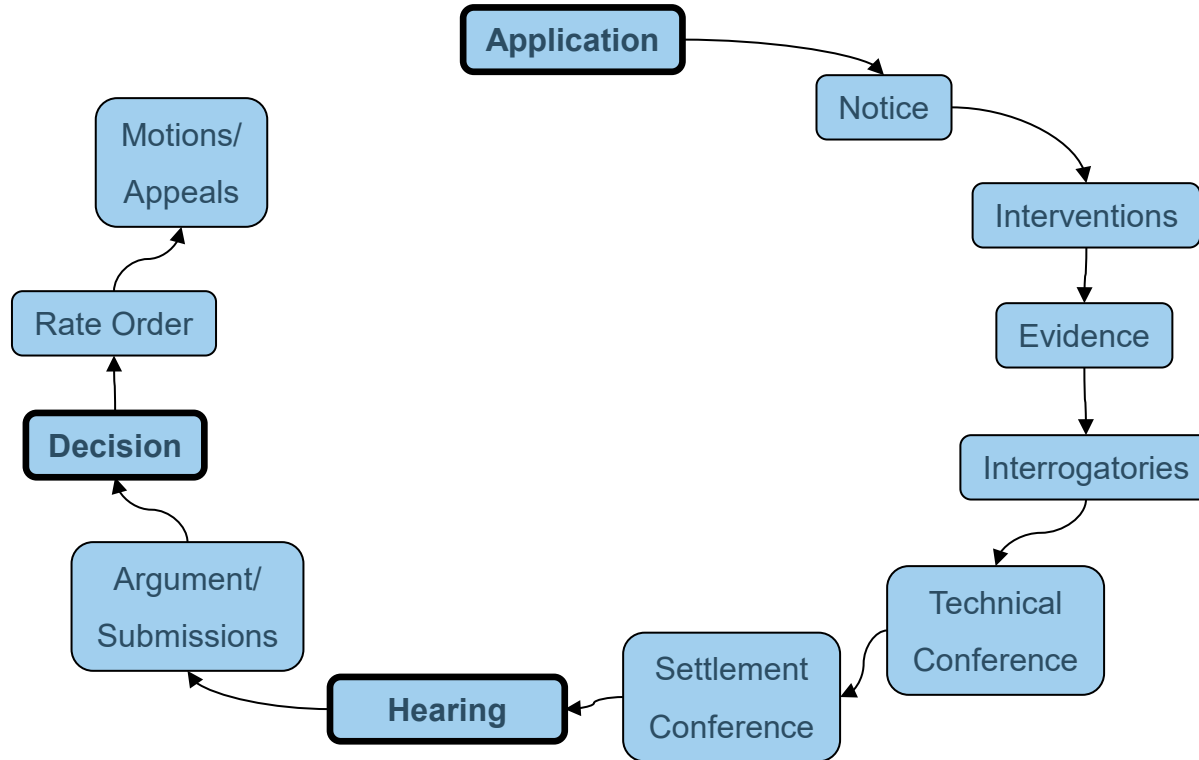 Application
Notice
Interventions
Evidence
Interrogatories
Technical
Conference
Settlement
Conference
Hearing
Argument/
Submissions
Decision
Rate Order
Motions/
Appeals